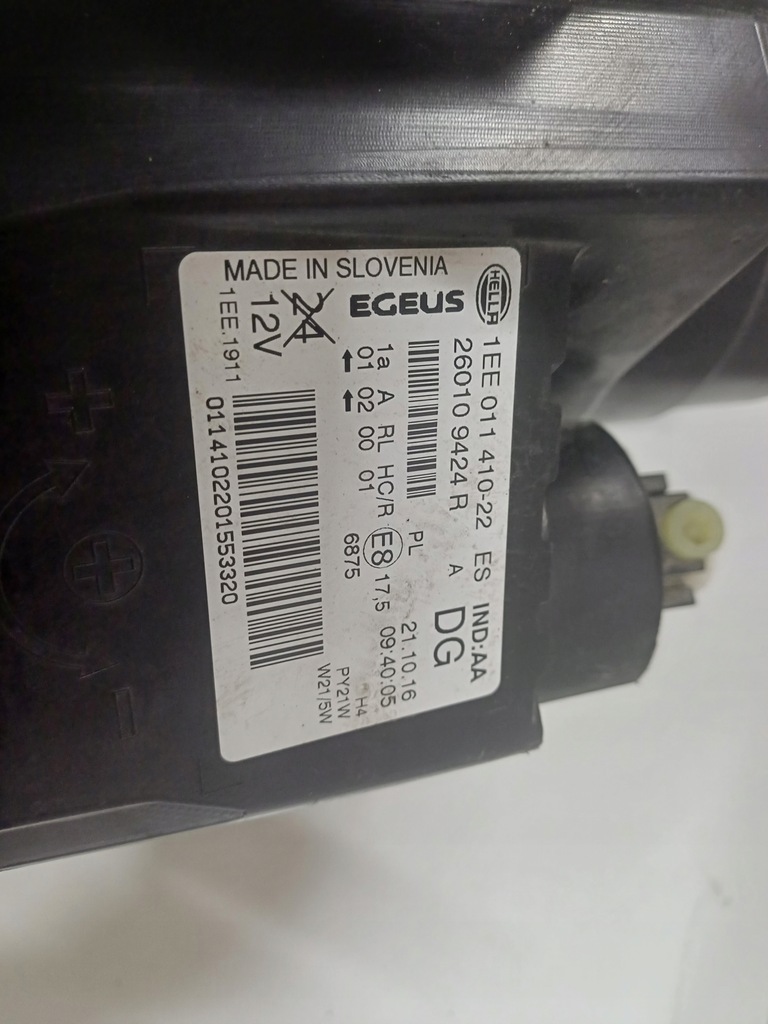 HELLA
1EE 011 410-22 ES IND:AA
26010 9424 R A DG
PL 21.10.16
EGEUS
1a A RL HC/R E8 17,5 09:40:05
01 02 00 01 6875
MADE IN SLOVENIA
24
12V
H4
PY21W
W21/5W
1EE.1911
0114102201553320
+
−